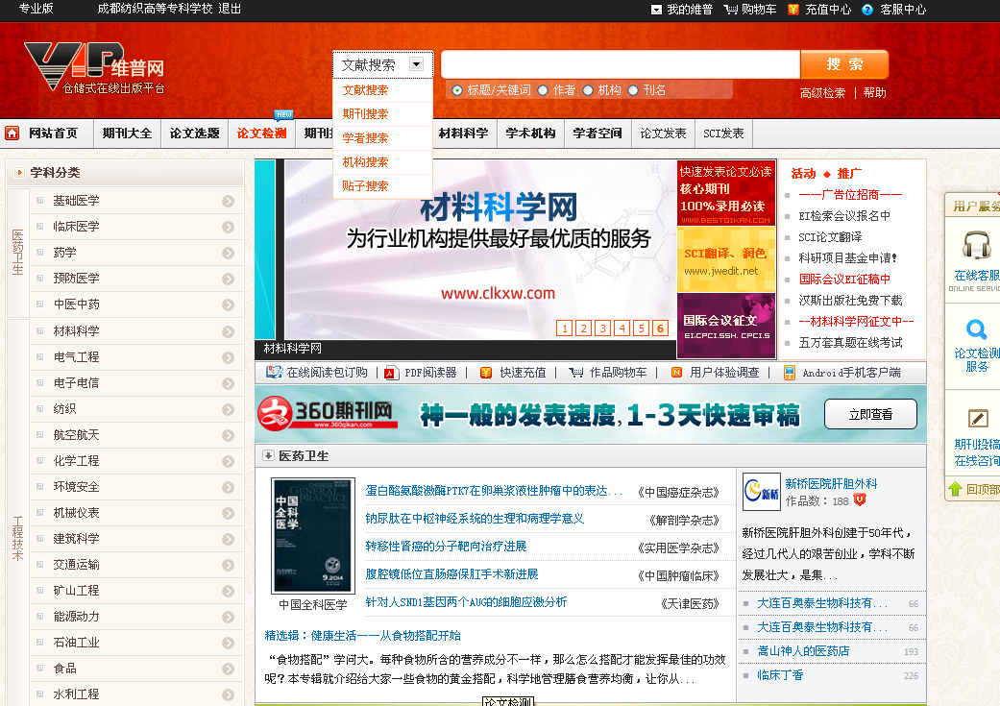 专业版 成都纺织高等专科学校 退出 我的维普 购物车 充值中心 客服中心
VIP维普网
仓储式在线出版平台
文献搜索
搜 索
文献搜索
期刊搜索
学者搜索
机构搜索
贴子搜索
标题/关键词 作者 机构 刊名
高级检索 | 帮助
NEW
网站首页 期刊大全 论文选题 论文检测 期刊 材料科学 学术机构 学者空间 论文发表 SCI发表
学科分类
医药卫生
基础医学
临床医学
药学
预防医学
中医中药
工程技术
材料科学
电气工程
电子电信
纺织
航空航天
化学工程
环境安全
机械仪表
建筑科学
交通运输
矿山工程
能源动力
石油工业
食品
水利工程
材料科学网
为行业机构提供最好最优质的服务
www.clkxw.com
1 2 3 4 5 6
材料科学网
快速发表论文必读
核心期刊
100%录用必读
WWW.BESTQIKAN.COM
SCI翻译、润色
www.jwedit.net
国际会议征文
EI.CPCI.SSH. CPCI.S
活动 ◆ 推广
一一广告位招商一一
EI检索会议报名中
SCI论文翻译
科研项目基金申请!
国际会议EI征稿中
汉斯出版社免费下载
--材料科学网征文中--
五万套真题在线考试
在线阅读包订购 | PDF阅读器 | 快速充值 | 作品购物车 | 用户体验调查 | Android手机客户端
360期刊网
www.360qikan.com
神一般的发表速度,1-3天快速审稿
立即查看
医药卫生
中国全科医学
GENERAL PRACTICE
9.2014
中国全科医学
蛋白酪氨酸激酶PTK7在卵巢浆液性肿瘤中的表达... 《中国癌症杂志》
钠尿肽在中枢神经系统的生理和病理学意义 《解剖学杂志》
转移性肾癌的分子靶向治疗进展 《实用医学杂志》
腹腔镜低位直肠癌保肛手术新进展 《中国肿瘤临床》
针对人SND1基因两个AUG的细胞应激分析 《天津医药》
精选辑：健康生活一一从食物搭配开始
“食物搭配”学问大。每种食物所含的营养成分不一样，那么怎么搭配才能发挥最佳的功效
呢？本专辑就介绍给大家一些食物的黄金搭配，科学地管理膳食营养均衡，让你从...
论文检测
新桥
新桥医院肝胆外科
作品数：188
新桥医院肝胆外科创建于50年代，
经过几代人的艰苦创业，学科不断
发展壮大，是集...
大连百奥泰生物科技有... 66
大连百奥泰生物科技有... 66
嵩山神人的医药店 193
临床丁香 226
用户服务
在线客服
ONLINE SERVI
论文检测
服务
期刊投稿
在线咨询
回顶部